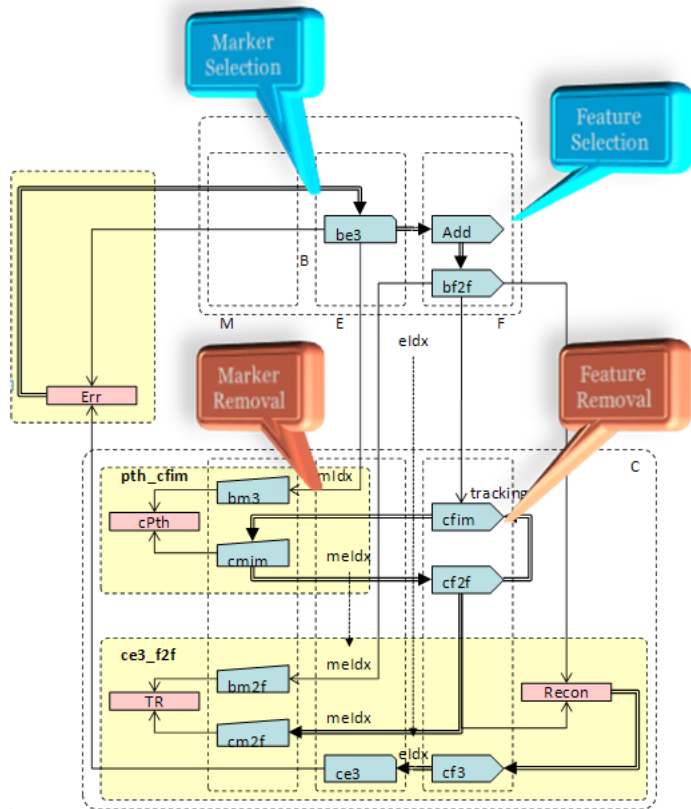 Marker
Selection
Feature
Selection
be3
Add
B
bf2f
M
E
F
eIdx
Marker
Removal
Feature
Removal
Err
C
pth_cfim
mIdx
tracking
bm3
cPth
cfim
cmim
meIdx
cf2f
ce3_f2f
meIdx
bm2f
TR
Recon
meIdx
cm2f
eIdx
ce3
cf3